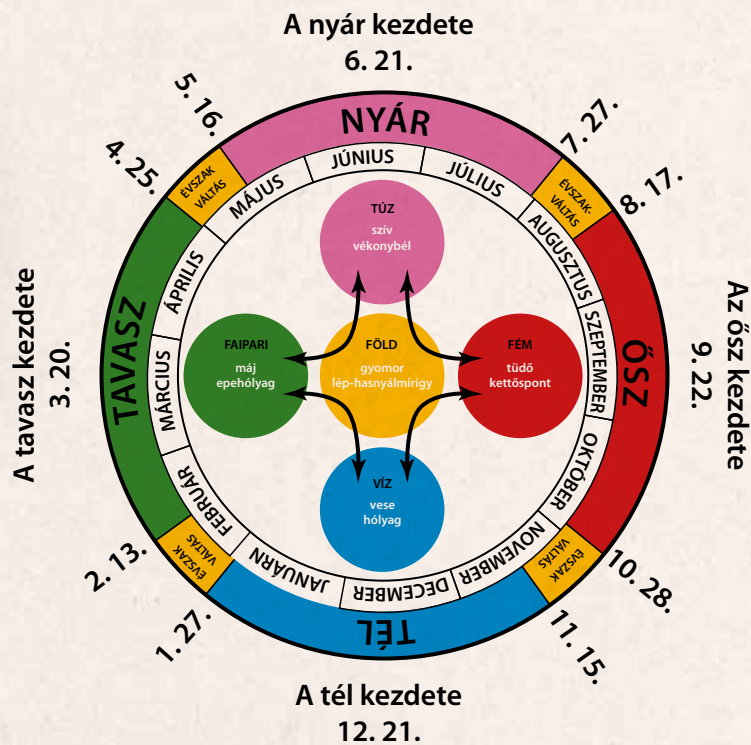 A nyár kezdete
6. 21.
5. 16.
7. 27.
4. 25.
8. 17.
NYÁR
ÉVSZAK
VÁLTÁS
ÉVSZAK-
VÁLTÁS
MÁJUS
JÚNIUS
JÚLIUS
AUGUSZTUS
TŰZ
szív
vékonybél
A tavasz kezdete
3. 20.
TAVASZ
ÁPRILIS
MÁRCIUS
FEBRUÁR
FAIPARI
máj
epehólyag
FÖLD
gyomor
lép-hasnyálmirigy
FÉM
tüdő
kettőspont
SZEPTEMBER
OKTÓBER
ŐSZ
Az ősz kezdete
9. 22.
VÍZ
vese
hólyag
JANUÁRN
DECEMBER
NOVEMBER
ÉVSZAK
VÁLTÁS
ÉVSZAK
VÁLTÁS
TÉL
2. 13.
10. 28.
1. 27.
11. 15.
A tél kezdete
12. 21.